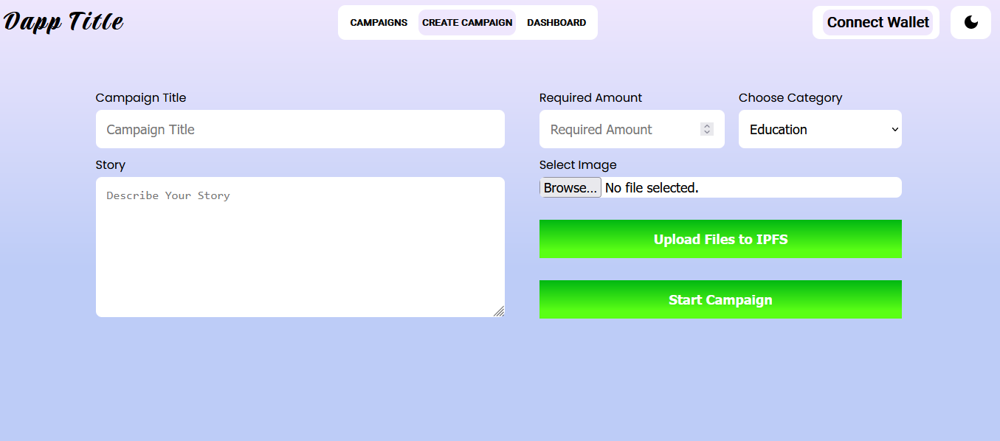 Dapp Title
CAMPAIGNS CREATE CAMPAIGN DASHBOARD
Connect Wallet
Campaign Title
Campaign Title
Story
Describe Your Story
Required Amount
Required Amount
Choose Category
Education
Select Image
Browse... No file selected.
Upload Files to IPFS
Start Campaign